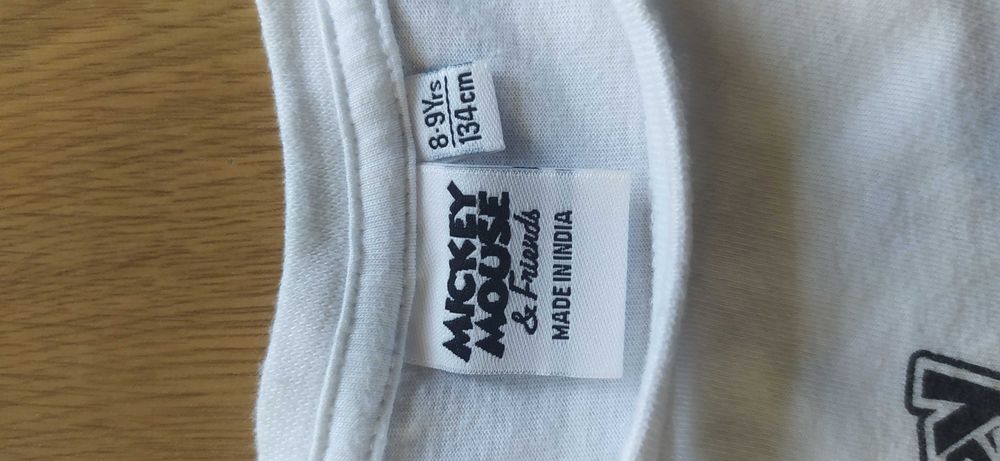 8-9Yrs
134cm
MICKEY
MOUSE
& Friends
MADE IN INDIA